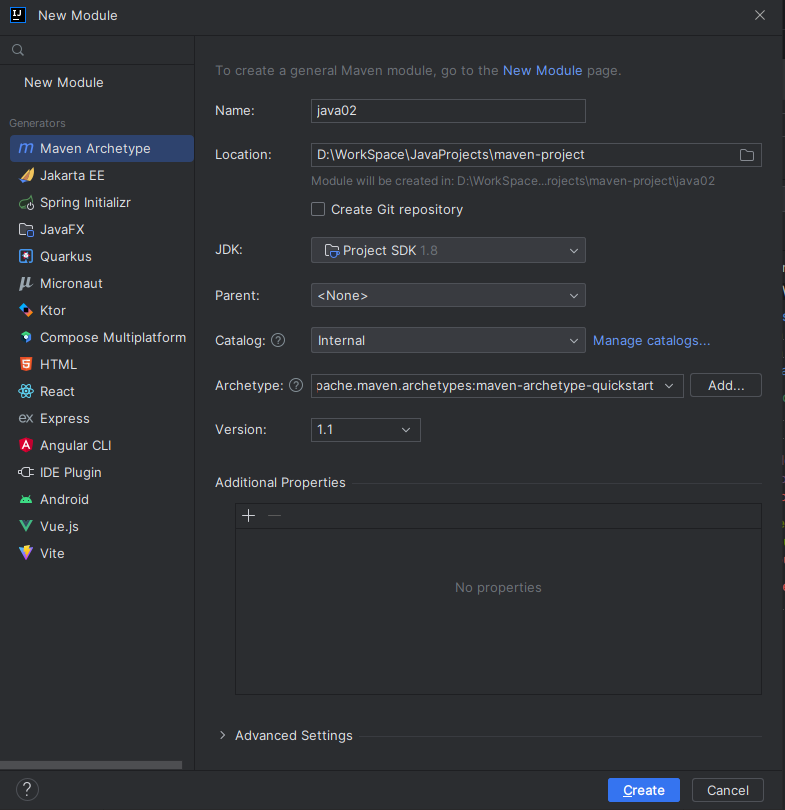 New Module
New Module
Generators
Maven Archetype
Jakarta EE
Spring Initializr
JavaFX
Quarkus
Micronaut
Ktor
Compose Multiplatform
HTML
React
Express
Angular CLI
IDE Plugin
Android
Vue.js
Vite
To create a general Maven module, go to the New Module page.
Name: java02
Location: D:\WorkSpace\JavaProjects\maven-project
Module will be created in: D:\WorkSpace...rojects\maven-project\java02
Create Git repository
JDK: Project SDK 1.8
Parent: <None>
Catalog: ? Internal Manage catalogs...
Archetype: ? pache.maven.archetypes:maven-archetype-quickstart Add...
Version: 1.1
Additional Properties
No properties
Advanced Settings
? Create Cancel